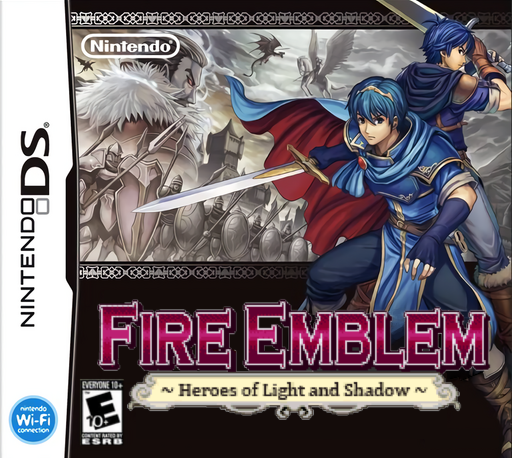 Nintendo®
NINTENDO DS®
FIRE EMBLEM
~ Heroes of Light and Shadow ~
EVERYONE 10+
E
10+
CONTENT RATED BY
ESRB
nintendo
Wi-Fi
connection